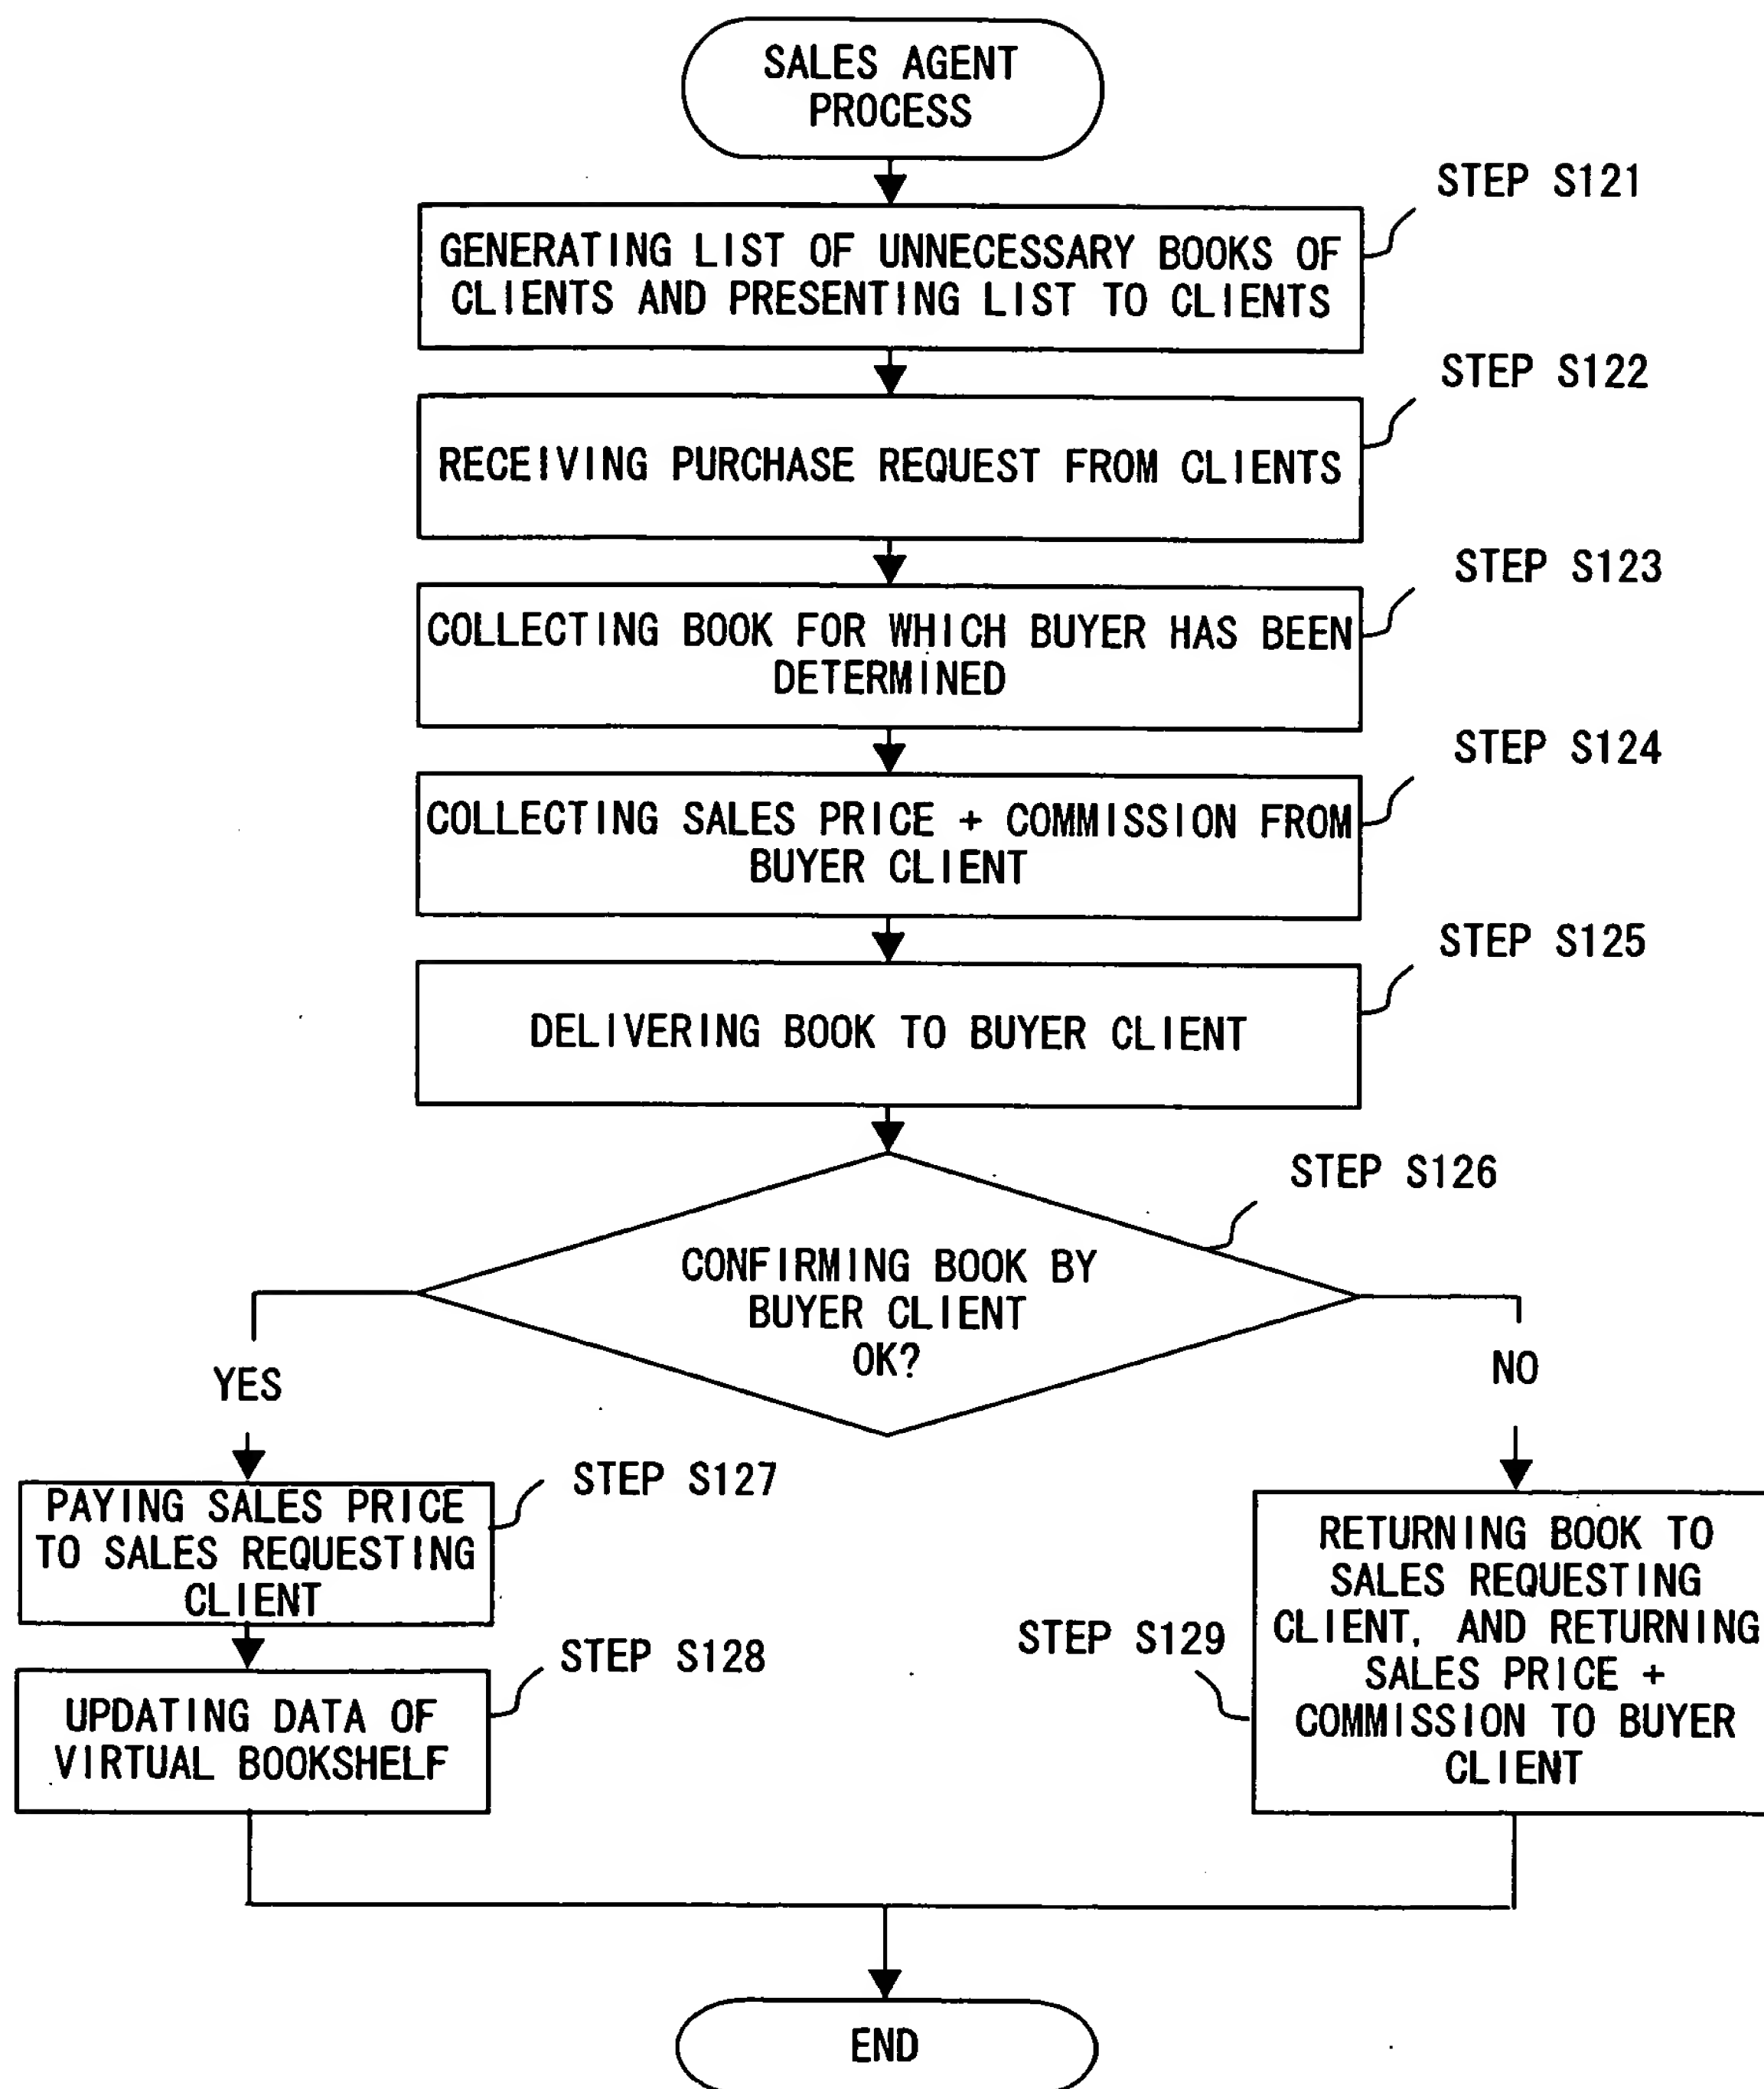 SALES AGENT
PROCESS
STEP S121
GENERATING LIST OF UNNECESSARY BOOKS OF
CLIENTS AND PRESENTING LIST TO CLIENTS
STEP S122
RECEIVING PURCHASE REQUEST FROM CLIENTS
STEP S123
COLLECTING BOOK FOR WHICH BUYER HAS BEEN
DETERMINED
STEP S124
COLLECTING SALES PRICE + COMMISSION FROM
BUYER CLIENT
STEP S125
DELIVERING BOOK TO BUYER CLIENT
STEP S126
CONFIRMING BOOK BY
BUYER CLIENT
OK?
YES
NO
STEP S127
PAYING SALES PRICE
TO SALES REQUESTING
CLIENT
STEP S128
UPDATING DATA OF
VIRTUAL BOOKSHELF
STEP S129
RETURNING BOOK TO
SALES REQUESTING
CLIENT, AND RETURNING
SALES PRICE +
COMMISSION TO BUYER
CLIENT
END